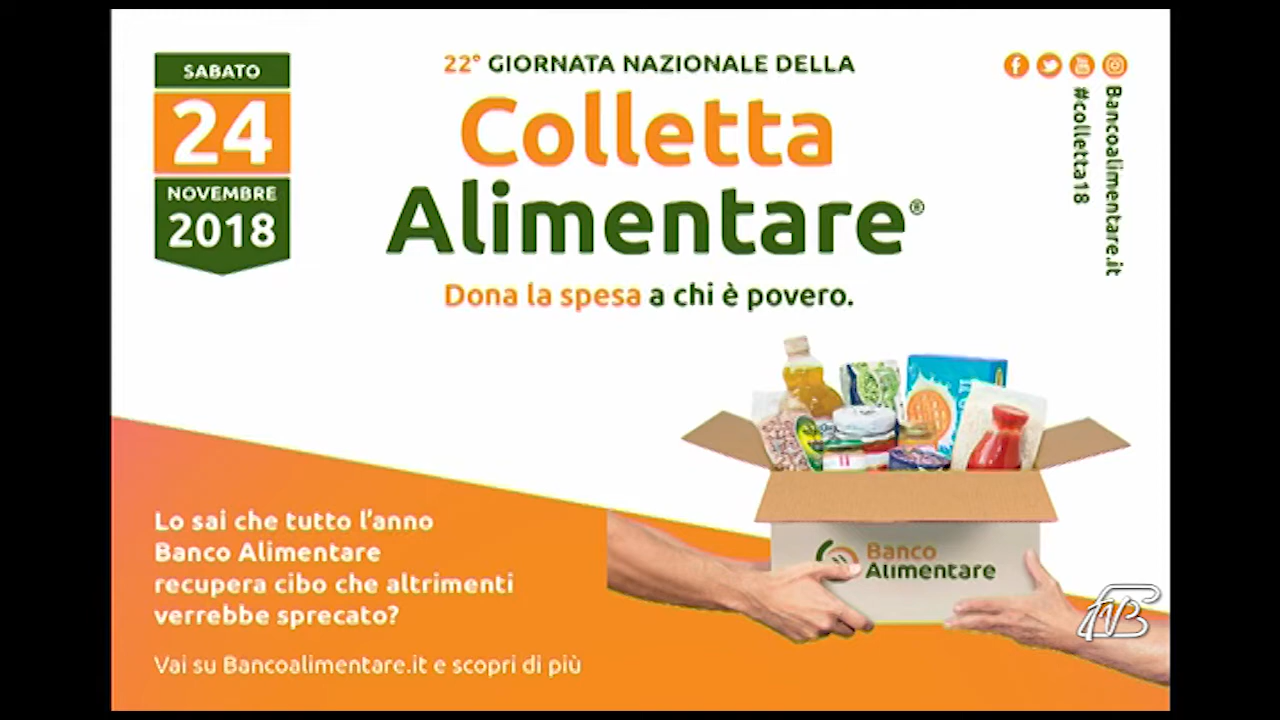 SABATO
24
NOVEMBRE
2018
22° GIORNATA NAZIONALE DELLA
Colletta
Alimentare®
Dona la spesa a chi è povero.
Bancoalimentare.it
#colletta18
Banco
Alimentare
Lo sai che tutto l'anno
Banco Alimentare
recupera cibo che altrimenti
verrebbe sprecato?
Vai su Bancoalimentare.it e scopri di più